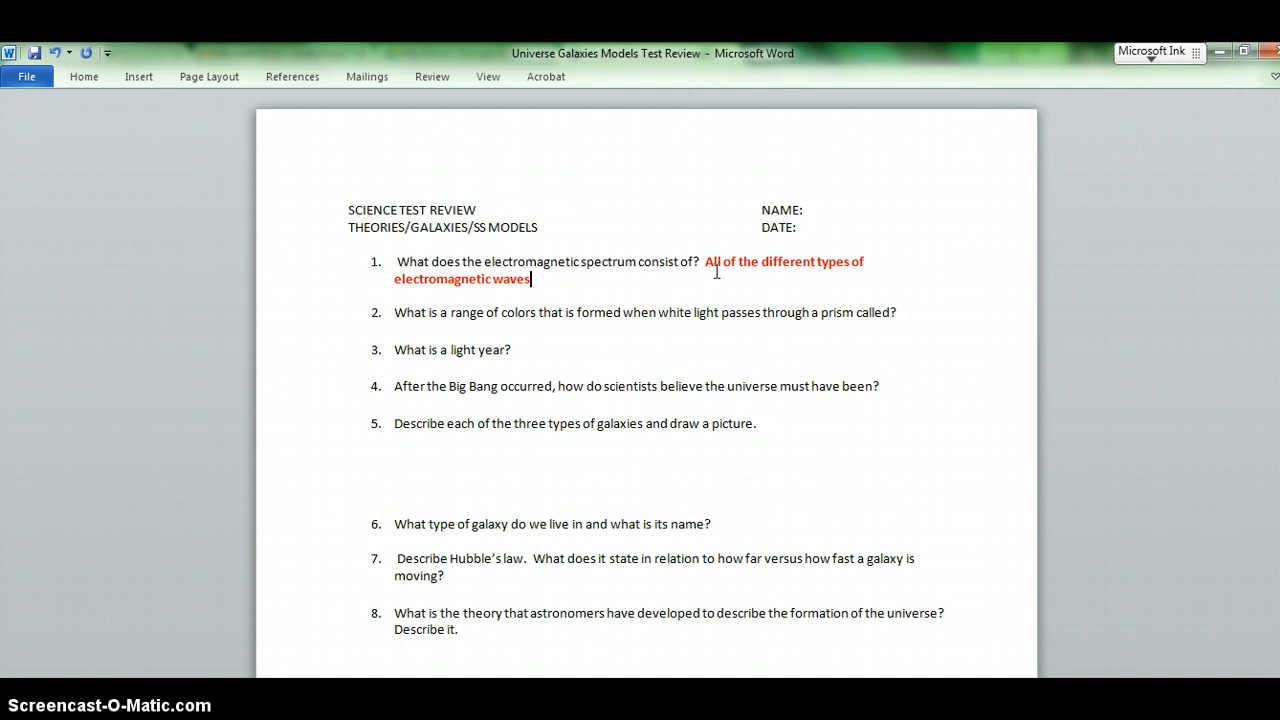 Universe Galaxies Models Test Review - Microsoft Word
Microsoft Ink
File Home Insert Page Layout References Mailings Review View Acrobat
SCIENCE TEST REVIEW NAME:
THEORIES/GALAXIES/SS MODELS DATE:
1. What does the electromagnetic spectrum consist of? All of the different types of
electromagnetic waves
2. What is a range of colors that is formed when white light passes through a prism called?
3. What is a light year?
4. After the Big Bang occurred, how do scientists believe the universe must have been?
5. Describe each of the three types of galaxies and draw a picture.
6. What type of galaxy do we live in and what is its name?
7. Describe Hubble’s law. What does it state in relation to how far versus how fast a galaxy is
moving?
8. What is the theory that astronomers have developed to describe the formation of the universe?
Describe it.
Screencast-O-Matic.com